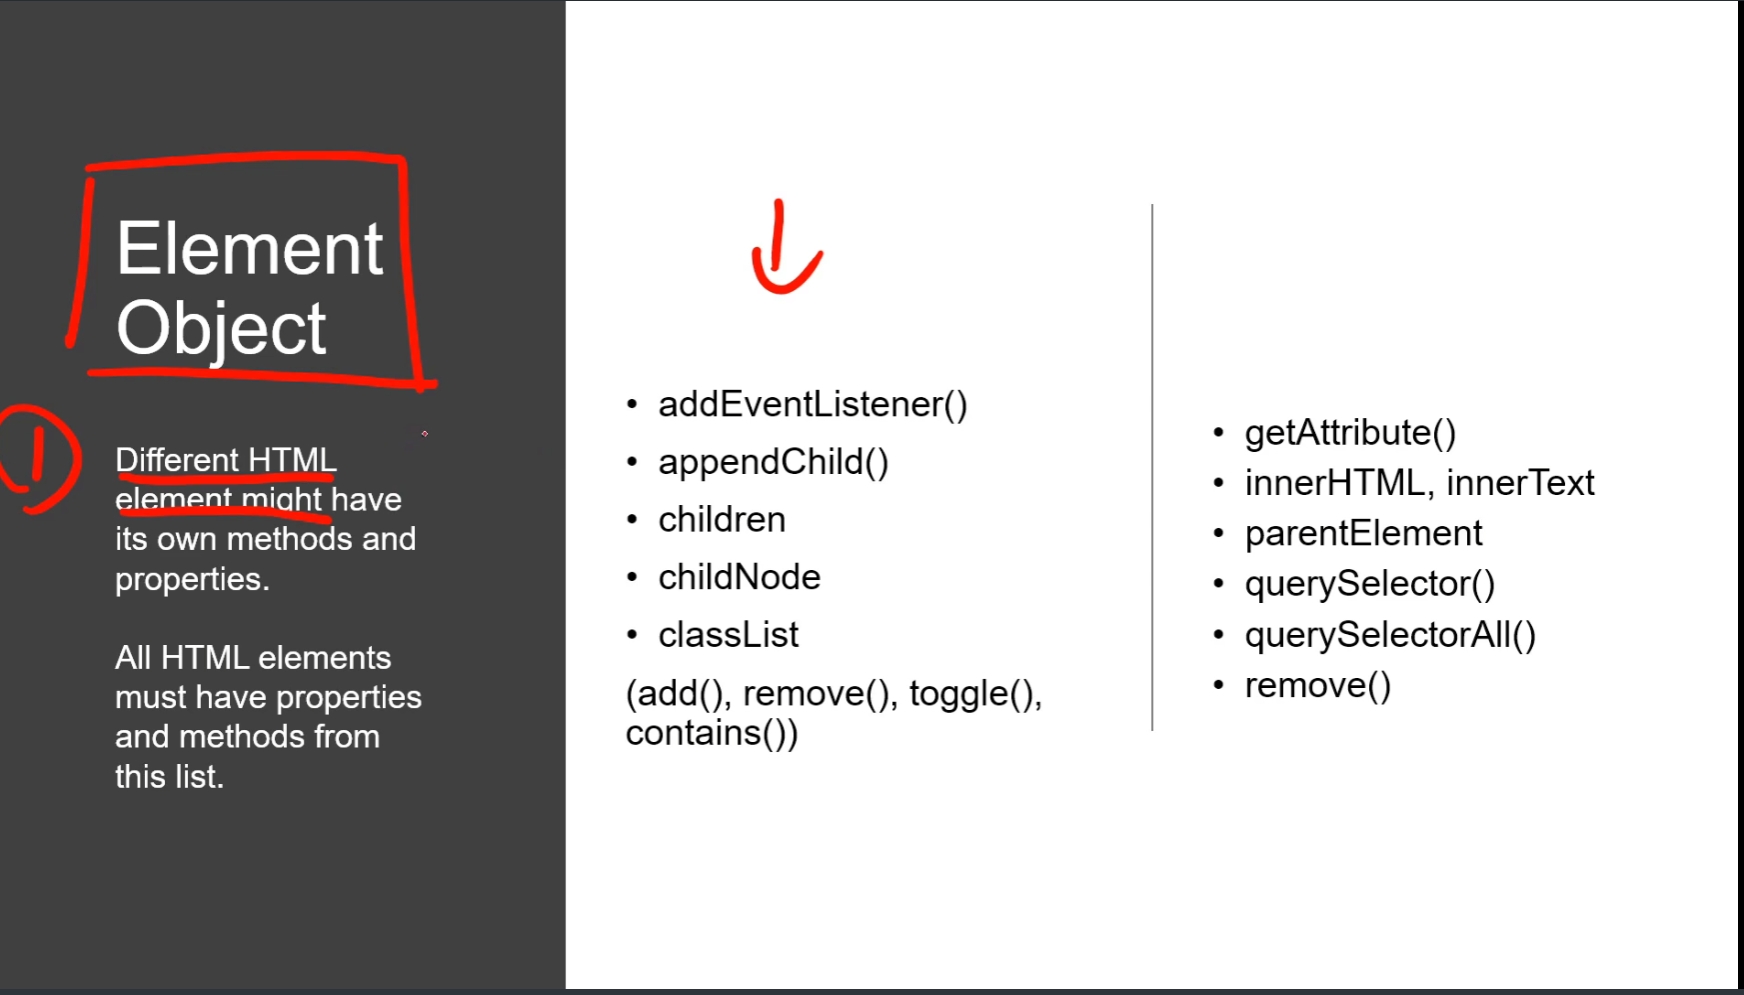 Element
Object
1
Different HTML
element might have
its own methods and
properties.
All HTML elements
must have properties
and methods from
this list.
• addEventListener()
• appendChild()
• children
• childNode
• classList
(add(), remove(), toggle(),
contains())
• getAttribute()
• innerHTML, innerText
• parentElement
• querySelector()
• querySelectorAll()
• remove()